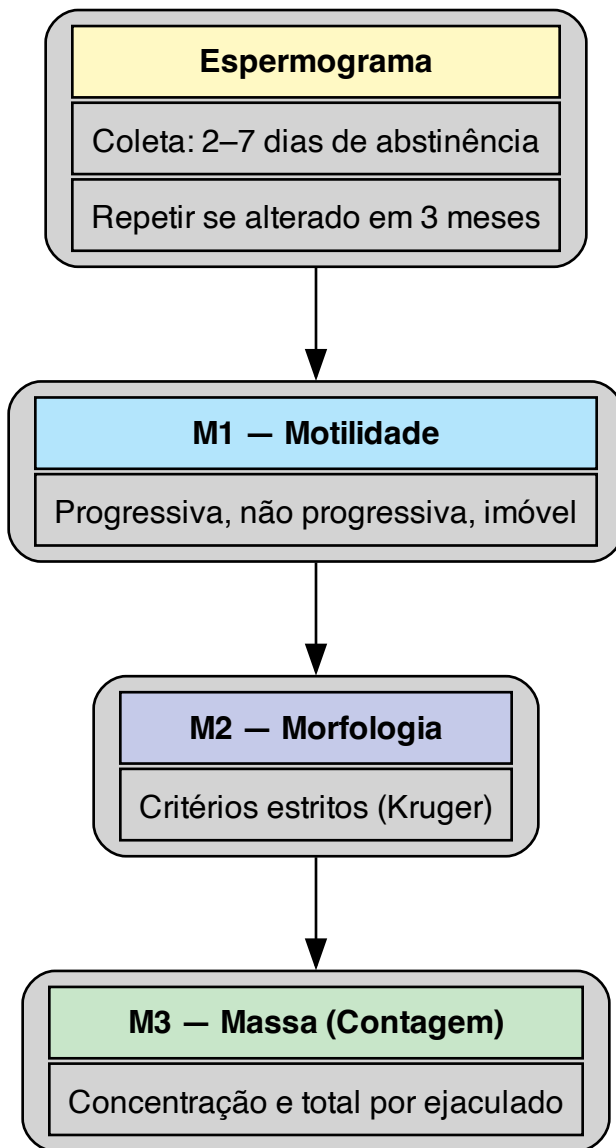 Espermograma
Coleta: 2–7 dias de abstinência
Repetir se alterado em 3 meses
M1 — Motilidade
Progressiva, não progressiva, imóvel
M2 — Morfologia
Critérios estritos (Kruger)
M3 — Massa (Contagem)
Concentração e total por ejaculado